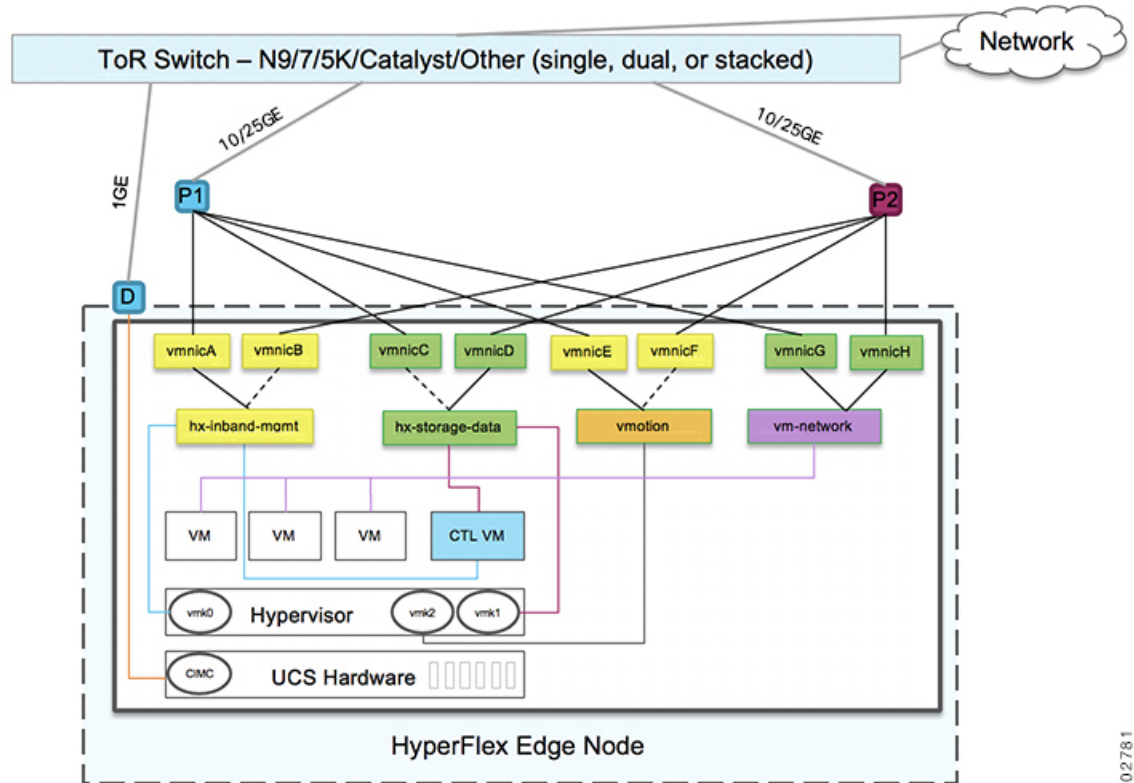 Network
ToR Switch – N9/7/5K/Catalyst/Other (single, dual, or stacked)
10/25GE
10/25GE
1GE
P1
P2
D
vmnicA
vmnicB
vmnicC
vmnicD
vmnicE
vmnicF
vmnicG
vmnicH
hx-inband-mgmt
hx-storage-data
vmotion
vm-network
VM
VM
VM
CTL VM
vmk0
Hypervisor
vmk2
vmk1
CIMC
UCS Hardware
HyperFlex Edge Node
02781